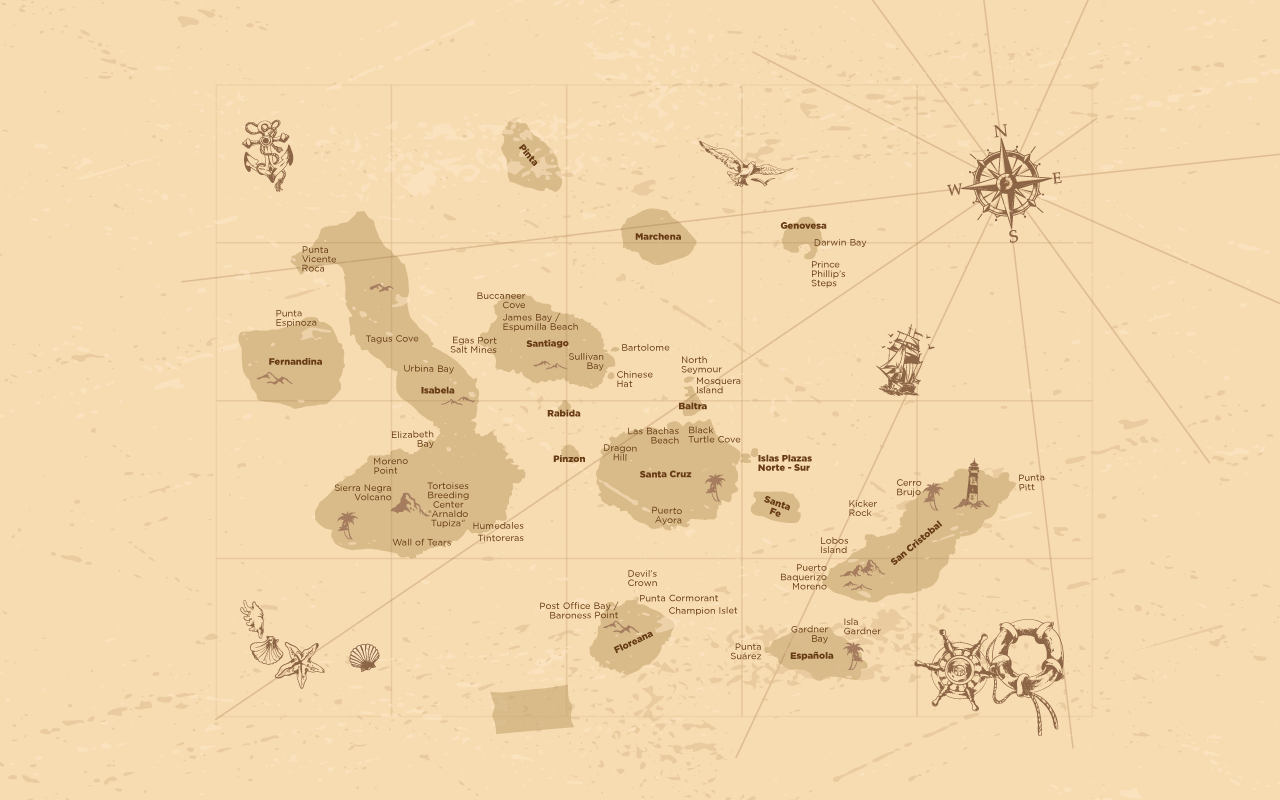 N
W
E
S
Pinta
Marchena
Genovesa
Darwin Bay
Prince
Phillip's
Steps
Punta
Vicente
Roca
Punta
Espinoza
Fernandina
Tagus Cove
Urbina Bay
Isabela
Buccaneer
Cove
James Bay /
Espumilla Beach
Egas Port
Salt Mines
Santiago
Sullivan
Bay
Bartolome
Chinese
Hat
North
Seymour
Mosquera
Island
Baltra
Rabida
Pinzon
Elizabeth
Bay
Moreno
Point
Sierra Negra
Volcano
Tortoises
Breeding
Center
"Arnaldo
Tupiza"
Humedales
Tintoreras
Wall of Tears
Las Bachas
Beach
Black
Turtle Cove
Dragon
Hill
Santa Cruz
Puerto
Ayora
Islas Plazas
Norte - Sur
Santa
Fe
Cerro
Brujo
Punta
Pitt
Kicker
Rock
Lobos
Island
San Cristobal
Puerto
Baquerizo
Moreno
Devil's
Crown
Punta Cormorant
Champion Islet
Post Office Bay /
Baroness Point
Floreana
Isla
Gardner
Gardner
Bay
Punta
Suárez
Española